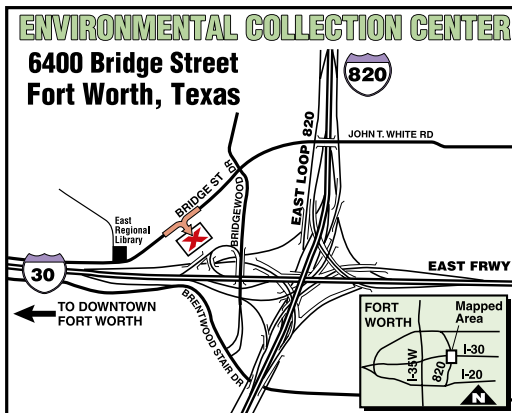 ENVIRONMENTAL COLLECTION CENTER
6400 Bridge Street
Fort Worth, Texas
820
JOHN T. WHITE RD
EAST LOOP 820
BRIDGEWOOD DR
BRIDGE ST
East
Regional
Library
X
30
EAST FRWY
TO DOWNTOWN
FORT WORTH
BRENTWOOD STAIR DR
FORT
WORTH
Mapped
Area
I-35W
820
I-30
I-20
N